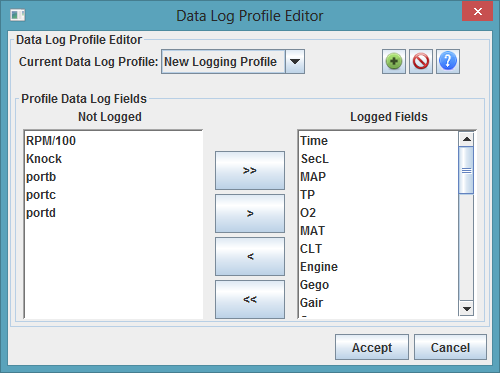 Data Log Profile Editor
Data Log Profile Editor
Current Data Log Profile: New Logging Profile
Profile Data Log Fields
Not Logged
RPM/100
Knock
portb
portc
portd
>>
>
<
<<
Logged Fields
Time
SecL
MAP
TP
O2
MAT
CLT
Engine
Gego
Gair
Accept Cancel